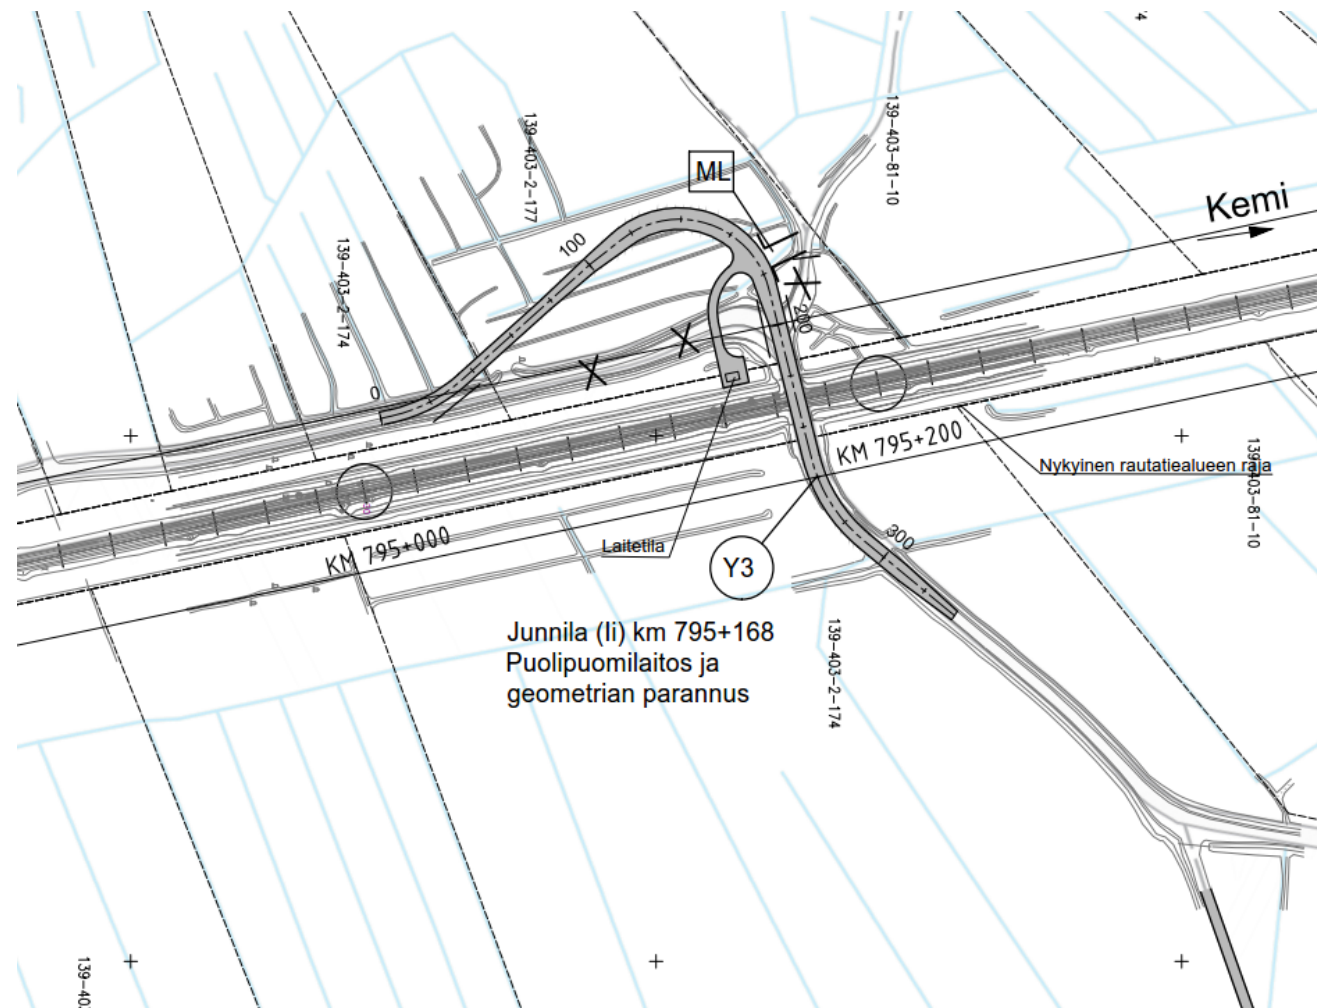 139-403-2-177
139-403-81-10
ML
Kemi
100
139-403-2-174
200
0
KM 795+200
Nykyinen rautatiealueen raja
139-403-81-10
KM 795+000
Laitetila
300
Y3
Junnila (Ii) km 795+168
Puolipuomilaitos ja
geometrian parannus
139-403-2-174
139-403